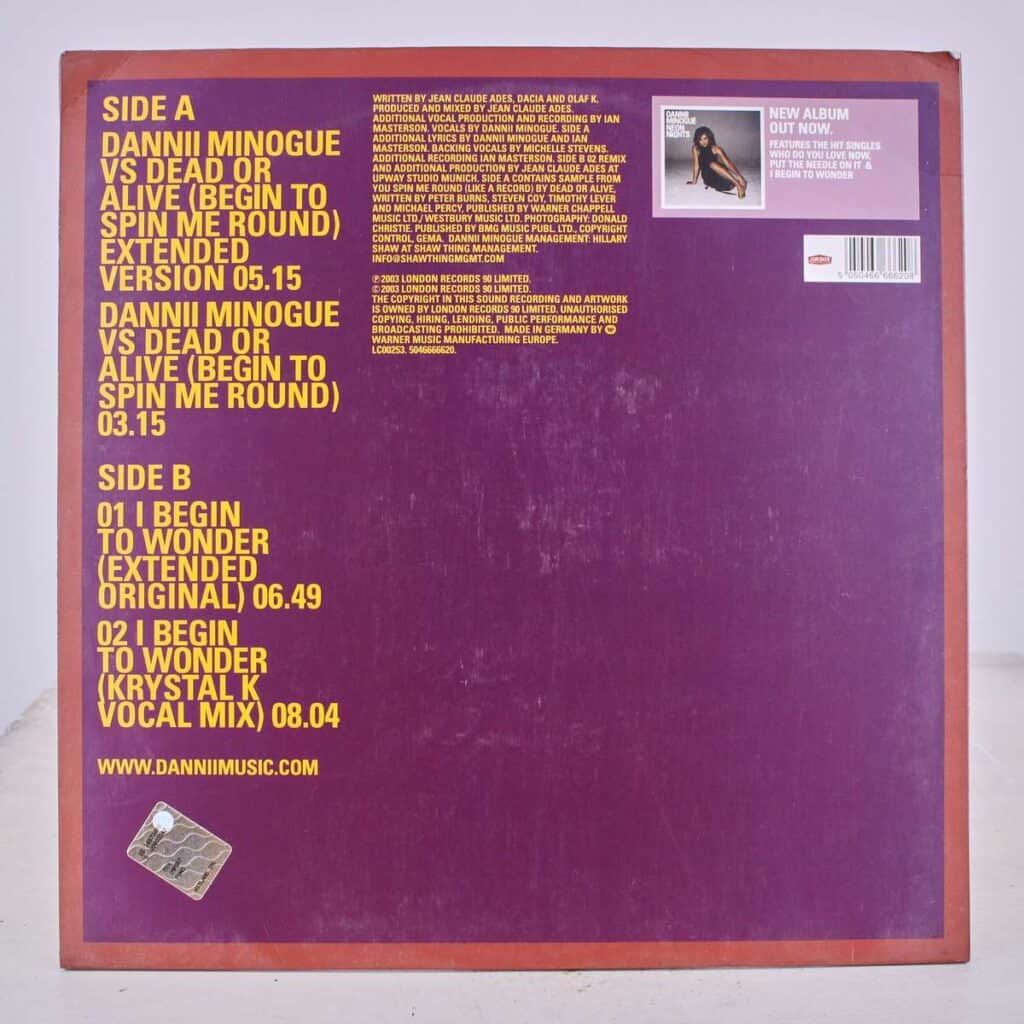 SIDE A
DANNII MINOGUE
VS DEAD OR
ALIVE (BEGIN TO
SPIN ME ROUND)
EXTENDED
VERSION 05.15
DANNII MINOGUE
VS DEAD OR
ALIVE (BEGIN TO
SPIN ME ROUND)
03.15
SIDE B
01 I BEGIN
TO WONDER
(EXTENDED
ORIGINAL) 06.49
02 I BEGIN
TO WONDER
(KRYSTAL K
VOCAL MIX) 08.04
WWW.DANNIIMUSIC.COM
WRITTEN BY JEAN CLAUDE ADES, DACIA AND OLAF K.
PRODUCED AND MIXED BY JEAN CLAUDE ADES.
ADDITIONAL VOCAL PRODUCTION AND RECORDING BY IAN
MASTERSON. VOCALS BY DANNII MINOGUE. SIDE A
ADDITIONAL LYRICS BY DANNII MINOGUE AND IAN
MASTERSON. BACKING VOCALS BY MICHELLE STEVENS.
ADDITIONAL RECORDING IAN MASTERSON. SIDE B 02 REMIX
AND ADDITIONAL PRODUCTION BY JEAN CLAUDE ADES AT
UPWAY STUDIO MUNICH. SIDE A CONTAINS SAMPLE FROM
YOU SPIN ME ROUND (LIKE A RECORD) BY DEAD OR ALIVE.
WRITTEN BY PETER BURNS, STEVEN COY, TIMOTHY LEVER
AND MICHAEL PERCY, PUBLISHED BY WARNER CHAPPELL
MUSIC LTD./ WESTBURY MUSIC LTD. PHOTOGRAPHY: DONALD
CHRISTIE. PUBLISHED BY BMG MUSIC PUBL. LTD., COPYRIGHT
CONTROL, GEMA. DANNII MINOGUE MANAGEMENT: HILLARY
SHAW AT SHAW THING MANAGEMENT.
INFO@SHAWTHINGMGMT.COM
℗2003 LONDON RECORDS 90 LIMITED.
©2003 LONDON RECORDS 90 LIMITED.
THE COPYRIGHT IN THIS SOUND RECORDING AND ARTWORK
IS OWNED BY LONDON RECORDS 90 LIMITED. UNAUTHORISED
COPYING, HIRING, LENDING, PUBLIC PERFORMANCE AND
BROADCASTING PROHIBITED. MADE IN GERMANY BY
WARNER MUSIC MANUFACTURING EUROPE.
LC00253. 5046666620.
DANNII
MINOGUE
NEON
NIGHTS
NEW ALBUM
OUT NOW.
FEATURES THE HIT SINGLES
WHO DO YOU LOVE NOW,
PUT THE NEEDLE ON IT &
I BEGIN TO WONDER
5 050466 666208